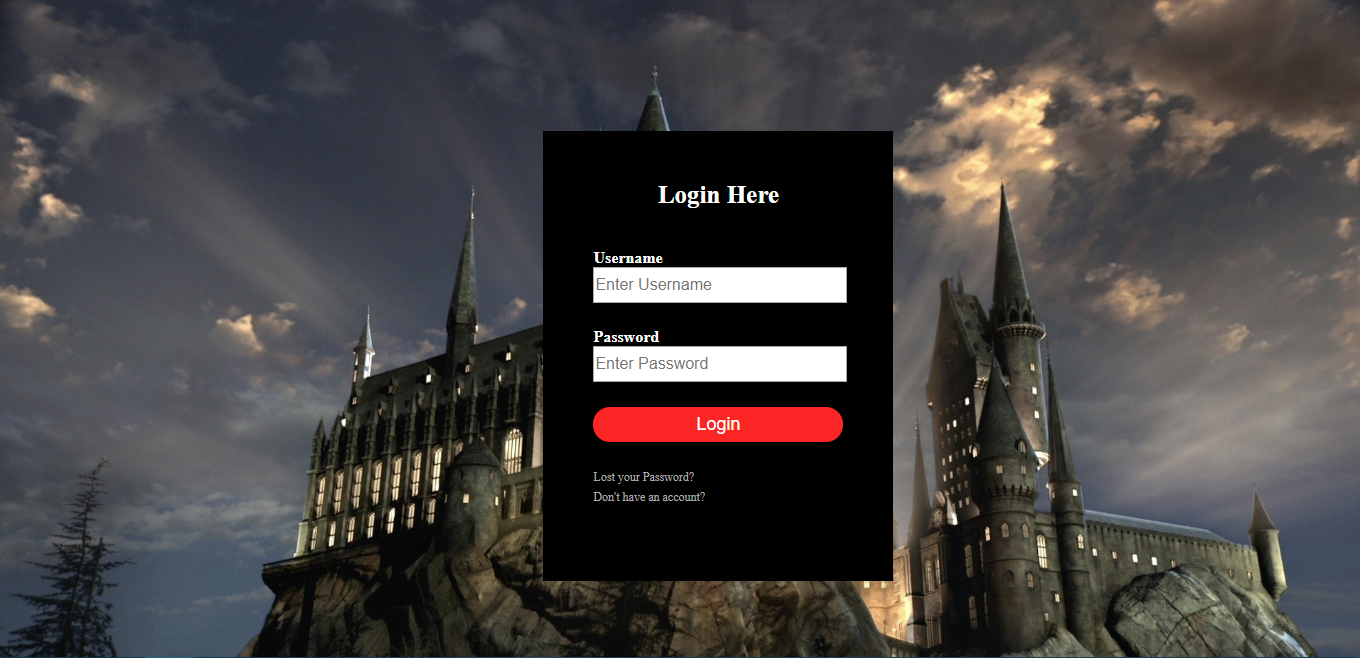 Login Here
Username
Enter Username
Password
Enter Password
Login
Lost your Password?
Don't have an account?